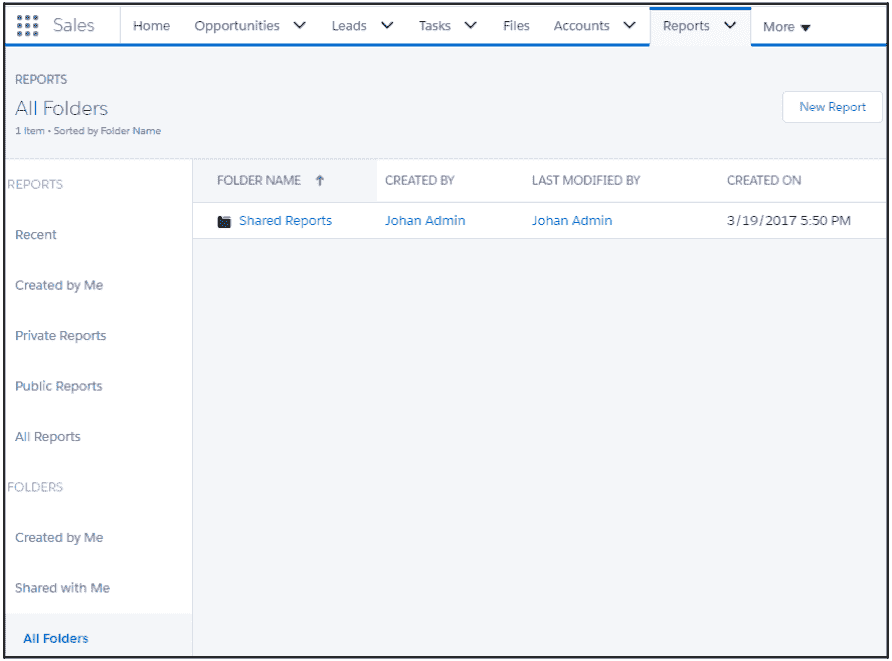 Sales Home Opportunities Leads Tasks Files Accounts Reports More
REPORTS
All Folders
1 Item • Sorted by Folder Name
New Report
REPORTS
Recent
Created by Me
Private Reports
Public Reports
All Reports
FOLDERS
Created by Me
Shared with Me
All Folders
FOLDER NAME CREATED BY LAST MODIFIED BY CREATED ON
Shared Reports Johan Admin Johan Admin 3/19/2017 5:50 PM